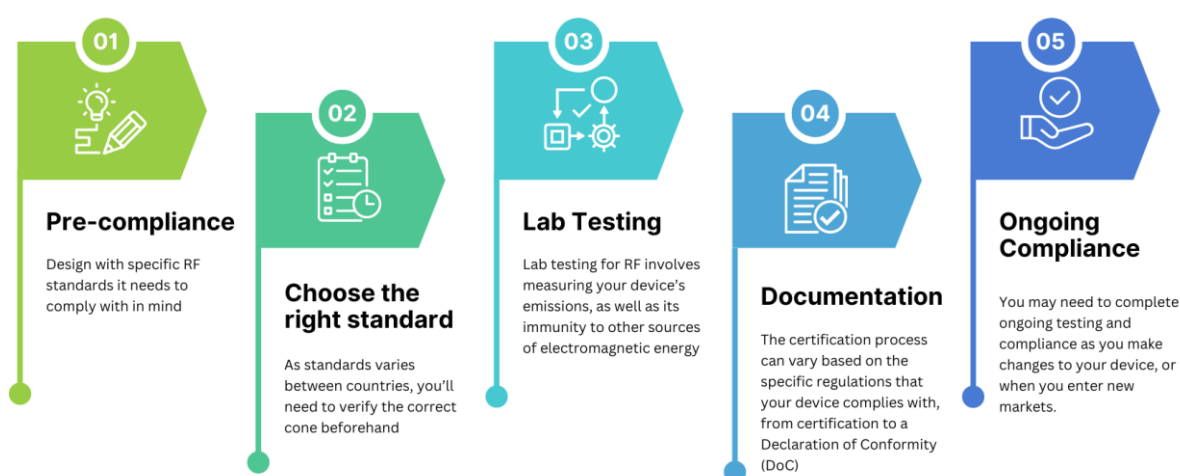 01
Pre-compliance
Design with specific RF
standards it needs to
comply with in mind
02
Choose the
right standard
As standards varies
between countries, you'll
need to verify the correct
cone beforehand
03
Lab Testing
Lab testing for RF involves
measuring your device's
emissions, as well as its
immunity to other sources
of electromagnetic energy
04
Documentation
The certification process
can vary based on the
specific regulations that
your device complies with,
from certification to a
Declaration of Conformity
(DoC)
05
Ongoing
Compliance
You may need to complete
ongoing testing and
compliance as you make
changes to your device, or
when you enter new
markets.